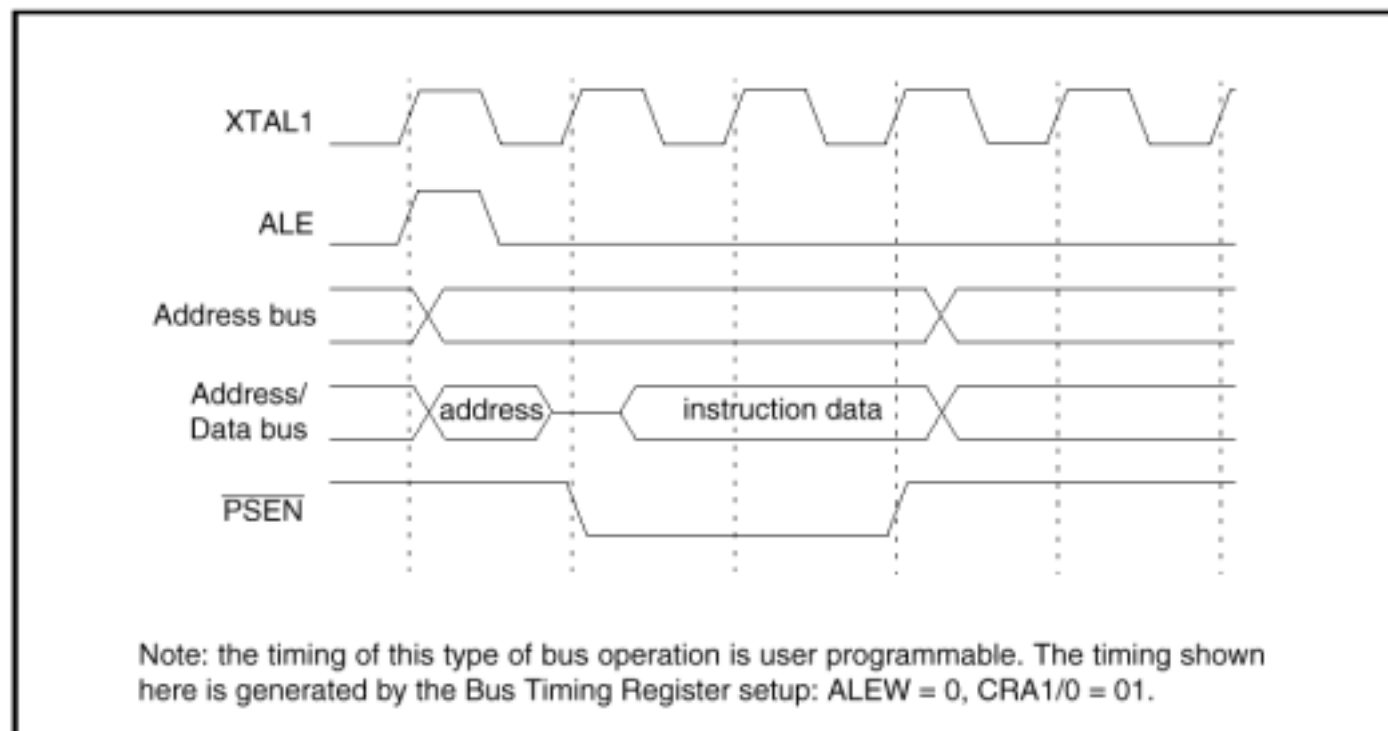 XTAL1
ALE
Address bus
Address/
Data bus
address
instruction data
PSEN
Note: the timing of this type of bus operation is user programmable. The timing shown
here is generated by the Bus Timing Register setup: ALEW = 0, CRA1/0 = 01.